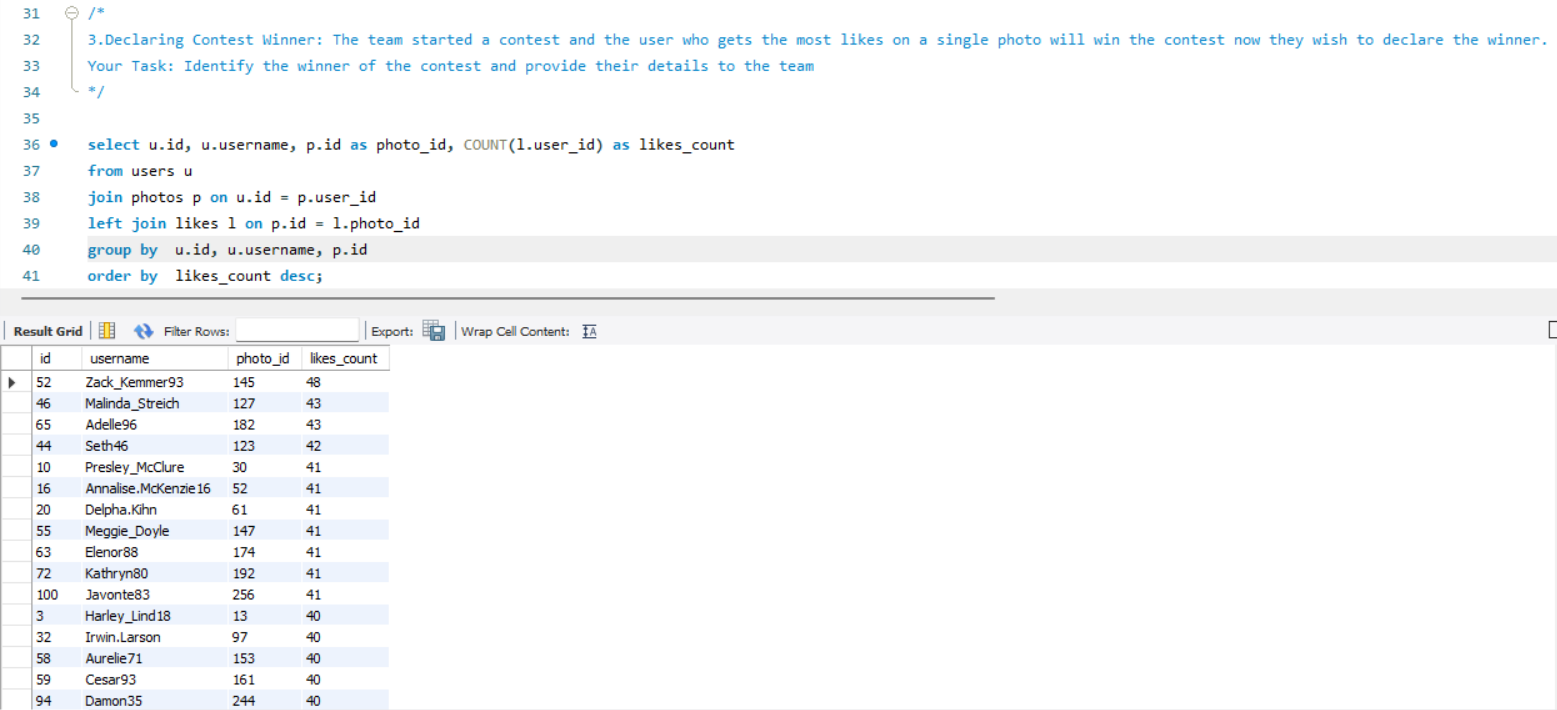 31 /*
32 3.Declaring Contest Winner: The team started a contest and the user who gets the most likes on a single photo will win the contest now they wish to declare the winner.
33 Your Task: Identify the winner of the contest and provide their details to the team
34 */
35
36 select u.id, u.username, p.id as photo_id, COUNT(l.user_id) as likes_count
37 from users u
38 join photos p on u.id = p.user_id
39 left join likes l on p.id = l.photo_id
40 group by  u.id, u.username, p.id
41 order by  likes_count desc;
Result Grid Filter Rows: Export: Wrap Cell Content: IA
id username photo_id likes_count
52 Zack_Kemmer93 145 48
46 Malinda_Streich 127 43
65 Adelle96 182 43
44 Seth46 123 42
10 Presley_McClure 30 41
16 Annalise.McKenzie16 52 41
20 Delpha.Kihn 61 41
55 Meggie_Doyle 147 41
63 Elenor88 174 41
72 Kathryn80 192 41
100 Javonte83 256 41
3 Harley_Lind18 13 40
32 Irwin.Larson 97 40
58 Aurelie71 153 40
59 Cesar93 161 40
94 Damon35 244 40